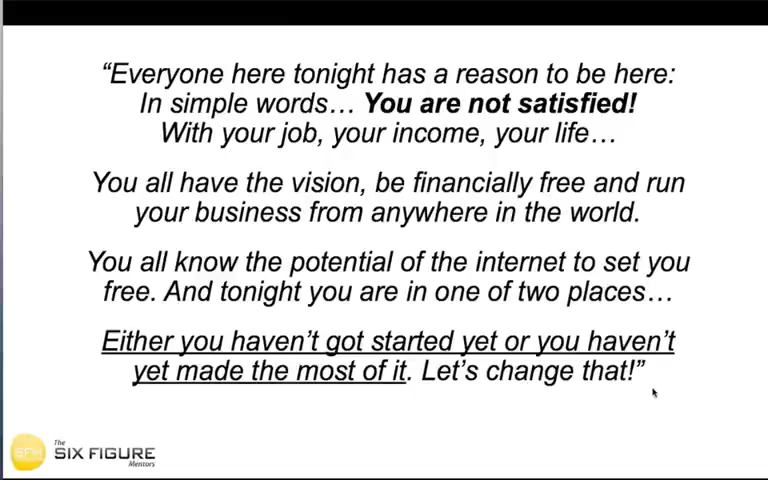 “Everyone here tonight has a reason to be here:
In simple words… You are not satisfied!
With your job, your income, your life…
You all have the vision, be financially free and run
your business from anywhere in the world.
You all know the potential of the internet to set you
free. And tonight you are in one of two places…
Either you haven’t got started yet or you haven’t
yet made the most of it. Let’s change that!”
SFM
The
SIX FIGURE
Mentors